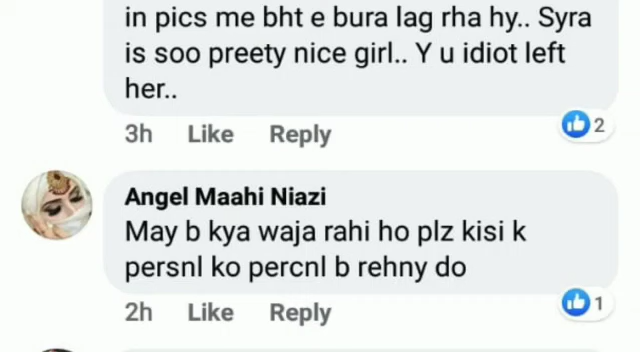 in pics me bht e bura lag rha hy.. Syra
is soo preety nice girl.. Y u idiot left
her..
3h Like Reply
2
Angel Maahi Niazi
May b kya waja rahi ho plz kisi k
persnl ko percnl b rehny do
2h Like Reply
1